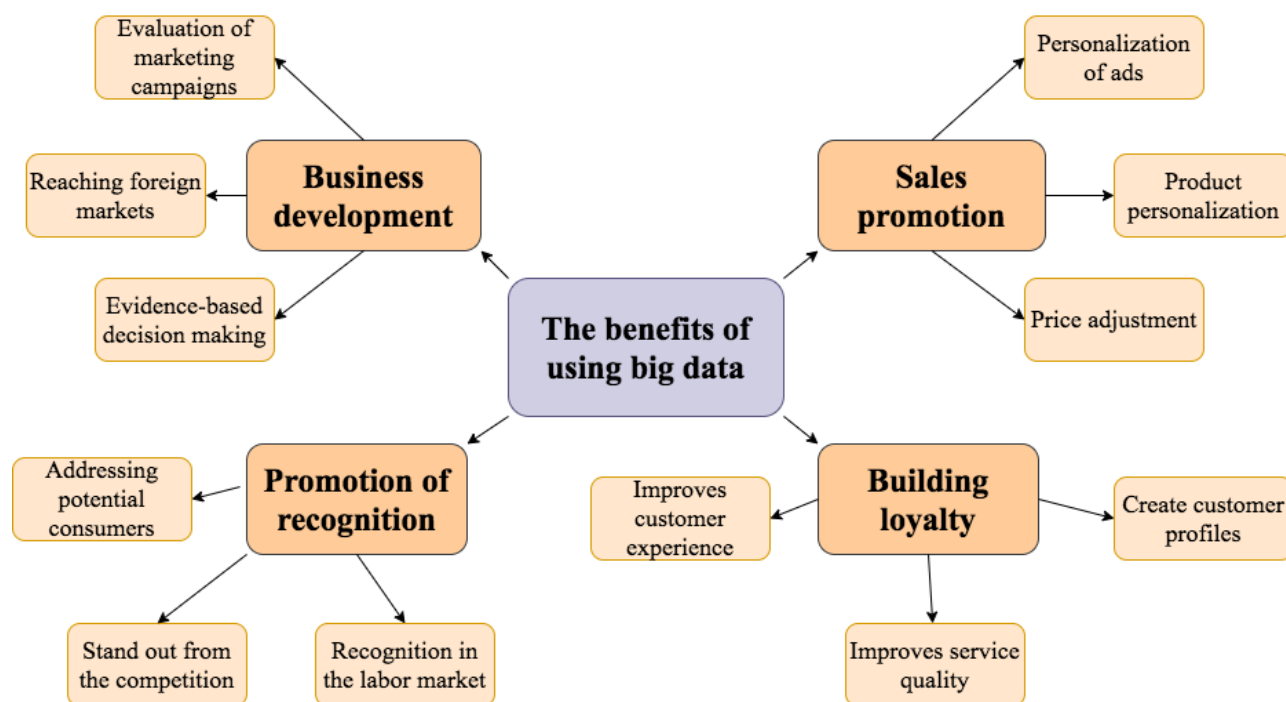 Evaluation of
marketing
campaigns
Personalization
of ads
Business
development
Sales
promotion
Reaching foreign
markets
Product
personalization
Evidence-based
decision making
Price adjustment
The benefits of
using big data
Addressing
potential
consumers
Promotion of
recognition
Improves
customer
experience
Building
loyalty
Create customer
profiles
Stand out from
the competition
Recognition in
the labor market
Improves service
quality